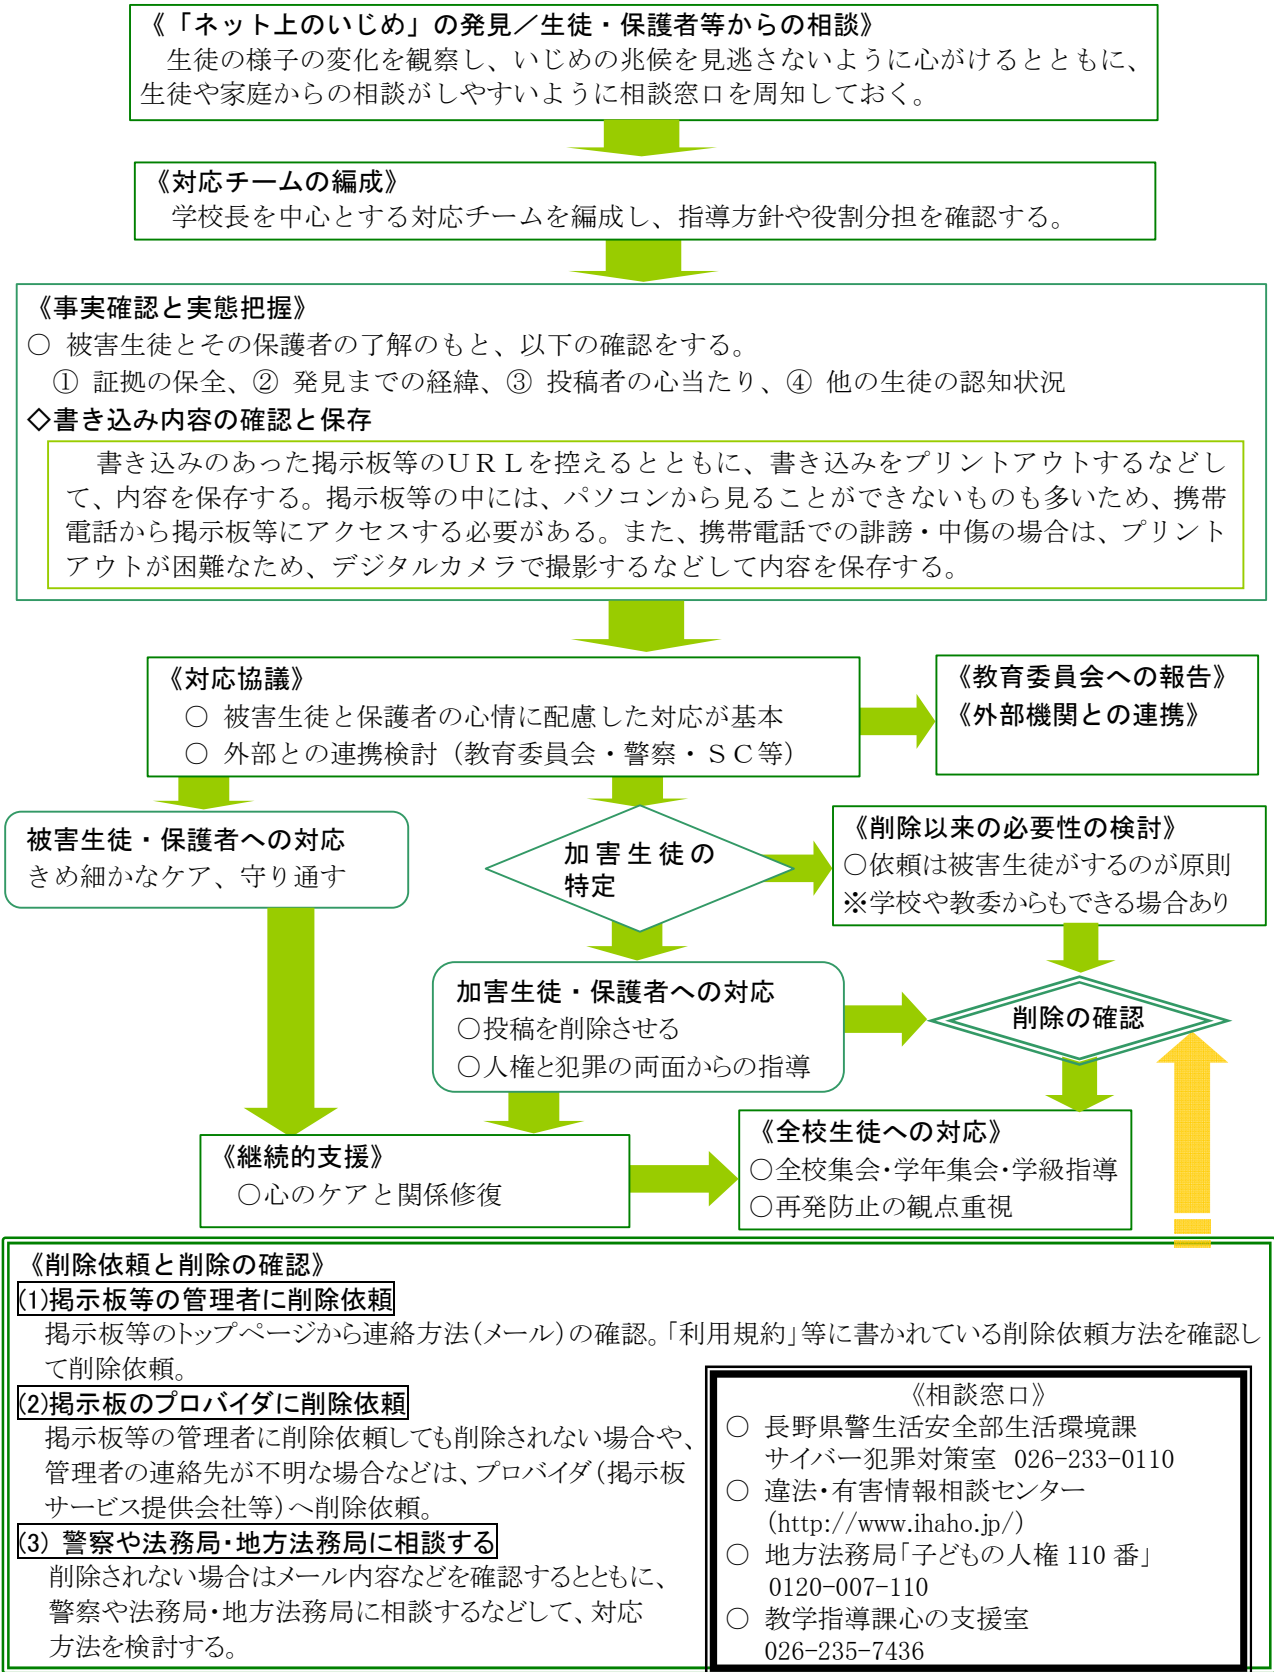 《「ネット上のいじめ」の発見／生徒・保護者等からの相談》
生徒の様子の変化を観察し、いじめの兆候を見逃さないように心がけるとともに、
生徒や家庭からの相談がしやすいように相談窓口を周知しておく。
《対応チームの編成》
学校長を中心とする対応チームを編成し、指導方針や役割分担を確認する。
《事実確認と実態把握》
○ 被害生徒とその保護者の了解のもと、以下の確認をする。
① 証拠の保全、② 発見までの経緯、③ 投稿者の心当たり、④ 他の生徒の認知状況
◇書き込み内容の確認と保存
書き込みのあった掲示板等のＵＲＬを控えるとともに、書き込みをプリントアウトするなどし
て、内容を保存する。掲示板等の中には、パソコンから見ることができないものも多いため、携帯
電話から掲示板等にアクセスする必要がある。また、携帯電話での誹謗・中傷の場合は、プリント
アウトが困難なため、デジタルカメラで撮影するなどして内容を保存する。
《対応協議》
○ 被害生徒と保護者の心情に配慮した対応が基本
○ 外部との連携検討（教育委員会・警察・ＳＣ等）
《教育委員会への報告》
《外部機関との連携》
被害生徒・保護者への対応
きめ細かなケア、守り通す
加害生徒の
特定
《削除以来の必要性の検討》
○依頼は被害生徒がするのが原則
※学校や教委からもできる場合あり
加害生徒・保護者への対応
○投稿を削除させる
○人権と犯罪の両面からの指導
削除の確認
《継続的支援》
○心のケアと関係修復
《全校生徒への対応》
○全校集会・学年集会・学級指導
○再発防止の観点重視
《削除依頼と削除の確認》
(1)掲示板等の管理者に削除依頼
掲示板等のトップページから連絡方法（メール）の確認。「利用規約」等に書かれている削除依頼方法を確認し
て削除依頼。
(2)掲示板のプロバイダに削除依頼
掲示板等の管理者に削除依頼しても削除されない場合や、
管理者の連絡先が不明な場合などは、プロバイダ（掲示板
サービス提供会社等）へ削除依頼。
(3) 警察や法務局・地方法務局に相談する
削除されない場合はメール内容などを確認するとともに、
警察や法務局・地方法務局に相談するなどして、対応
方法を検討する。
《相談窓口》
○ 長野県警生活安全部生活環境課
サイバー犯罪対策室 026-233-0110
○ 違法・有害情報相談センター
(http://www.ihaho.jp/)
○ 地方法務局「子どもの人権 110 番」
0120-007-110
○ 教学指導課心の支援室
026-235-7436